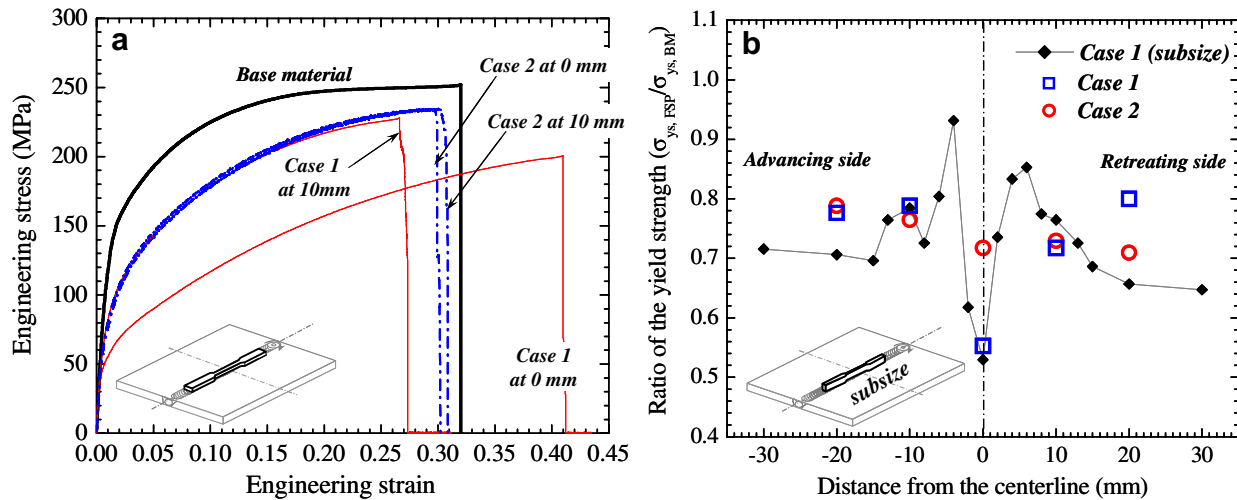 a
Engineering stress (MPa)
300
250
200
150
100
50
0
Base material
Case 2 at 0 mm
Case 2 at 10 mm
Case 1
at 10mm
Case 1
at 0 mm
0.00 0.05 0.10 0.15 0.20 0.25 0.30 0.35 0.40 0.45
Engineering strain
b
Ratio of the yield strength (σys, FSP/σys, BM)
1.1
1.0
0.9
0.8
0.7
0.6
0.5
0.4
Case 1 (subsize)
Case 1
Case 2
Advancing side
Retreating side
subsize
-30 -20 -10 0 10 20 30
Distance from the centerline (mm)